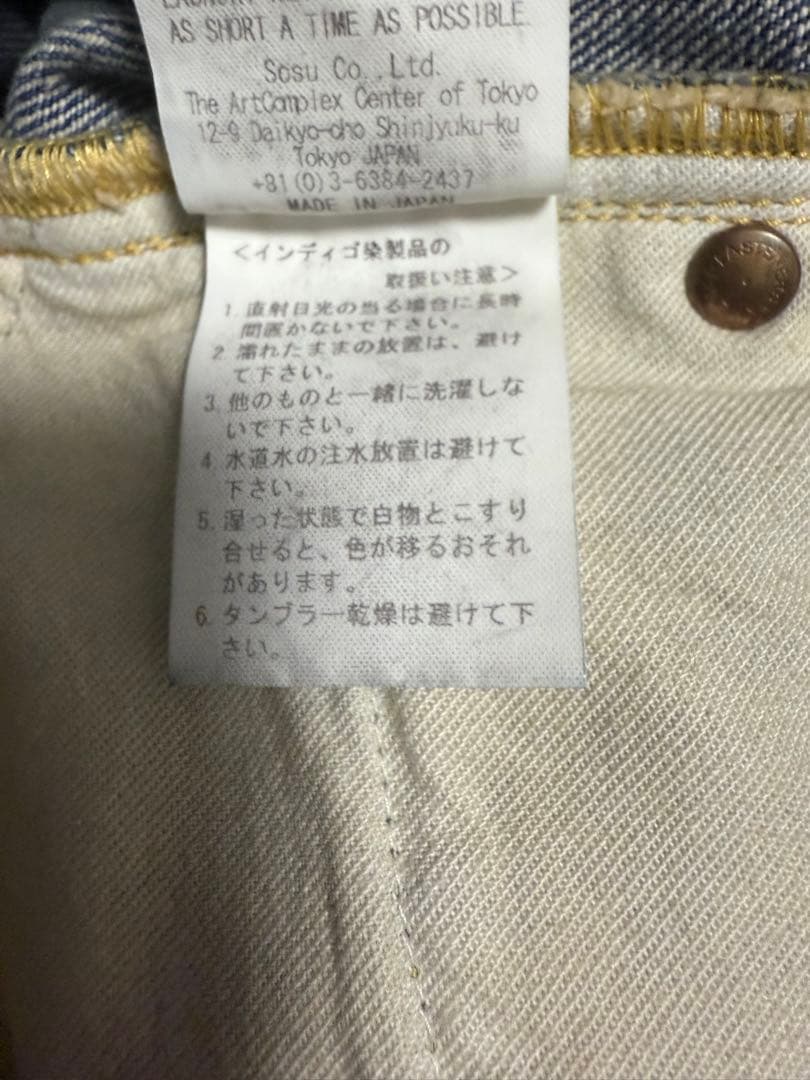 AS SHORT A TIME AS POSSIBLE.
Sosu Co.,Ltd.
The ArtComplex Center of Tokyo
12-9 Daikyo-cho Shinjyuku-ku
Tokyo JAPAN
+81(0)3-6384-2437
MADE IN JAPAN
<インディゴ染製品の
取扱い注意>
1. 直射日光の当る場合に長時
間置かないで下さい。
2. 濡れたままの放置は、避け
て下さい。
3. 他のものと一緒に洗濯しな
いで下さい。
4. 水道水の注水放置は避けて
下さい。
5. 湿った状態で白物とこすり
合せると、色が移るおそれ
があります。
6. タンブラー乾燥は避けて下
さい。